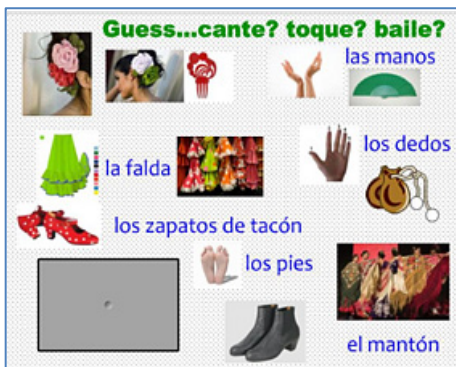 Guess...cante? toque? baile?
las manos
los dedos
la falda
los zapatos de tacón
los pies
el mantón